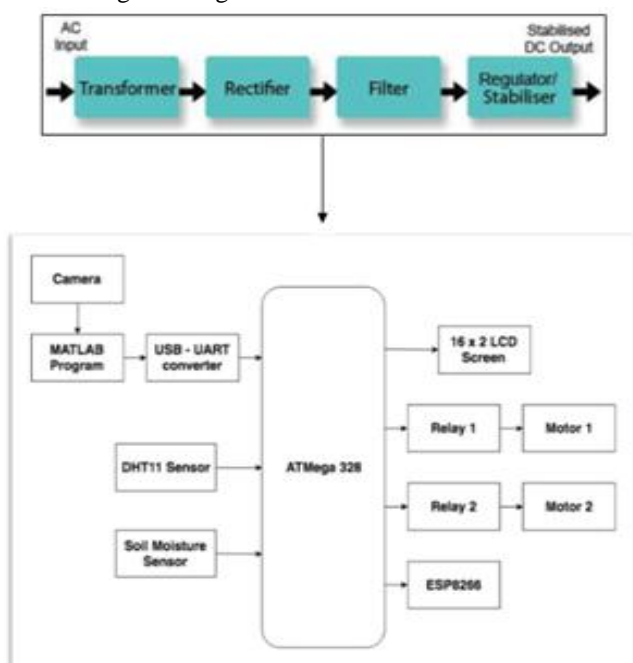 AC
Input
Stabilised
DC Output
Transformer
Rectifier
Filter
Regulator/
Stabiliser
Camera
MATLAB
Program
USB - UART
converter
16 x 2 LCD
Screen
Relay 1
Motor 1
DHT11 Sensor
ATMega 328
Relay 2
Motor 2
Soil Moisture
Sensor
ESP8266